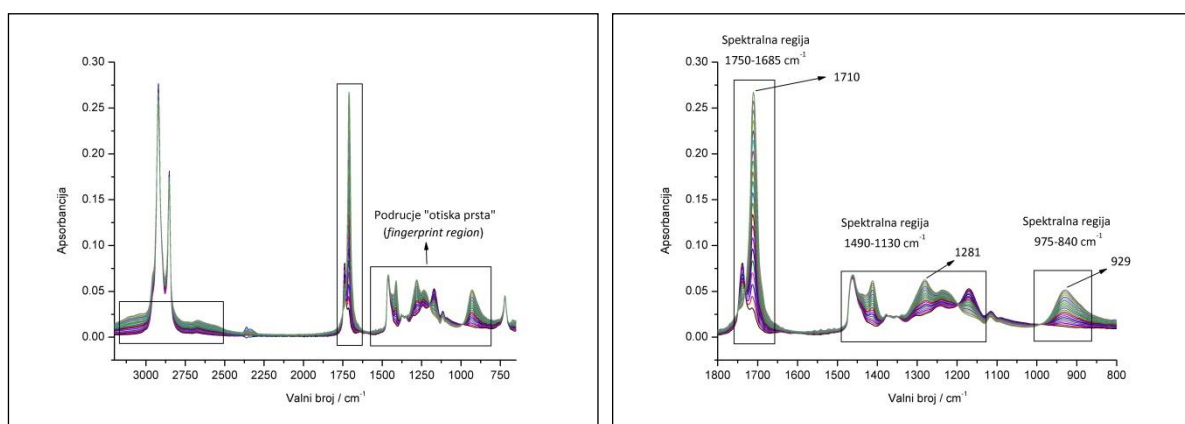 0.30
0.25
0.20
0.15
0.10
0.05
0.00
Apsorbancija
Podrucje "otiska prsta"
(fingerprint region)
3000 2750 2500 2250 2000 1750 1500 1250 1000 750
Valni broj / cm⁻¹
Spektralna regija
1750-1685 cm⁻¹
1710
0.30
0.25
0.20
0.15
0.10
0.05
0.00
Apsorbancija
Spektralna regija
1490-1130 cm⁻¹
1281
Spektralna regija
975-840 cm⁻¹
929
1800 1700 1600 1500 1400 1300 1200 1100 1000 900 800
Valni broj / cm⁻¹